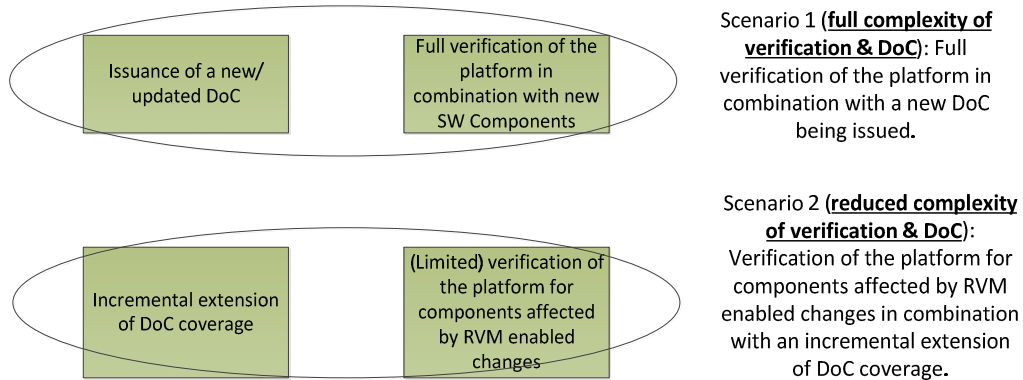 Issuance of a new/
updated DoC
Full verification of the
platform in
combination with new
SW Components
Scenario 1 (full complexity of
verification & DoC): Full
verification of the platform in
combination with a new DoC
being issued.
Incremental extension
of DoC coverage
(Limited) verification of
the platform for
components affected
by RVM enabled
changes
Scenario 2 (reduced complexity
of verification & DoC):
Verification of the platform for
components affected by RVM
enabled changes in combination
with an incremental extension
of DoC coverage.